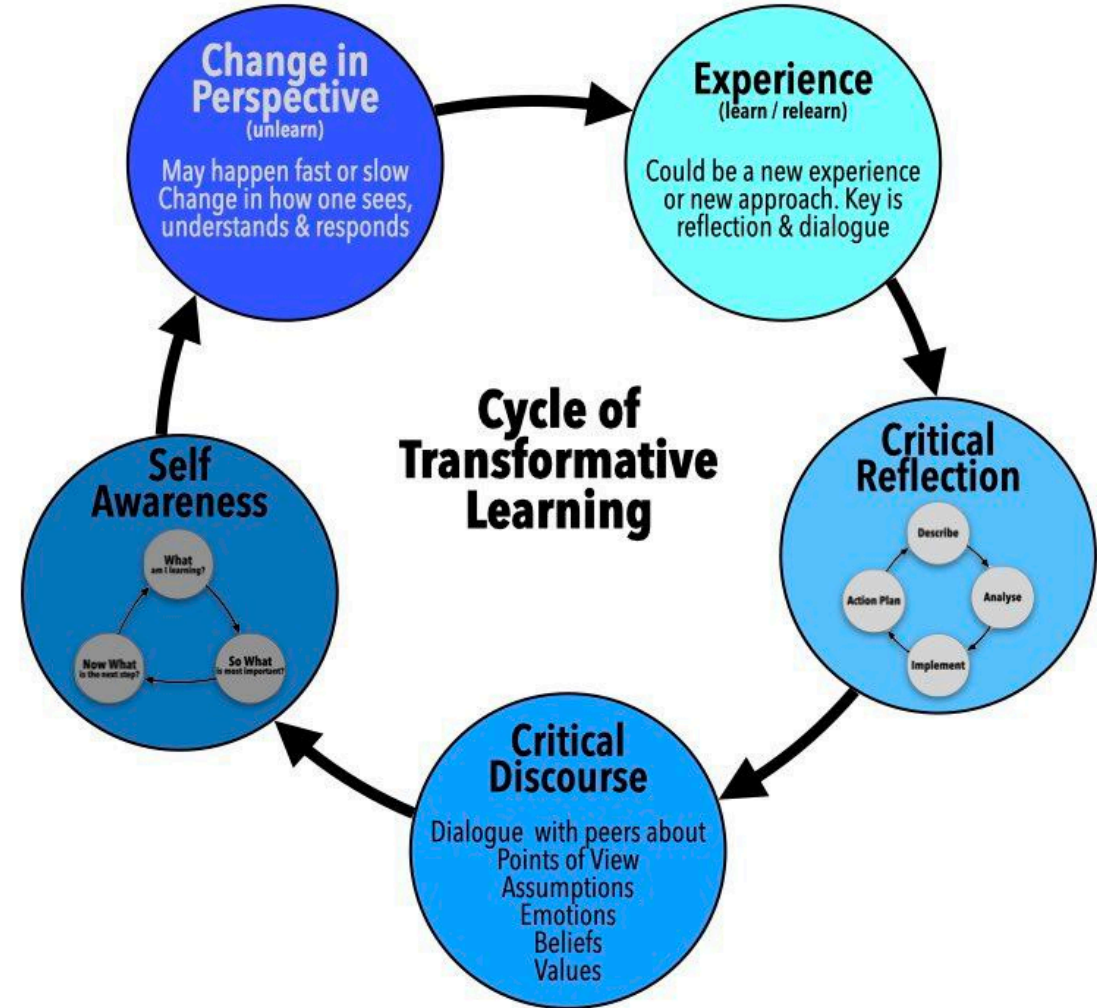 Change in
Perspective
(unlearn)
May happen fast or slow
Change in how one sees,
understands & responds
Experience
(learn / relearn)
Could be a new experience
or new approach. Key is
reflection & dialogue
Cycle of
Transformative
Learning
Self
Awareness
What
am I learning?
So What
is most important?
Now What
is the next step?
Critical
Reflection
Describe
Analyse
Implement
Action Plan
Critical
Discourse
Dialogue with peers about
Points of View
Assumptions
Emotions
Beliefs
Values